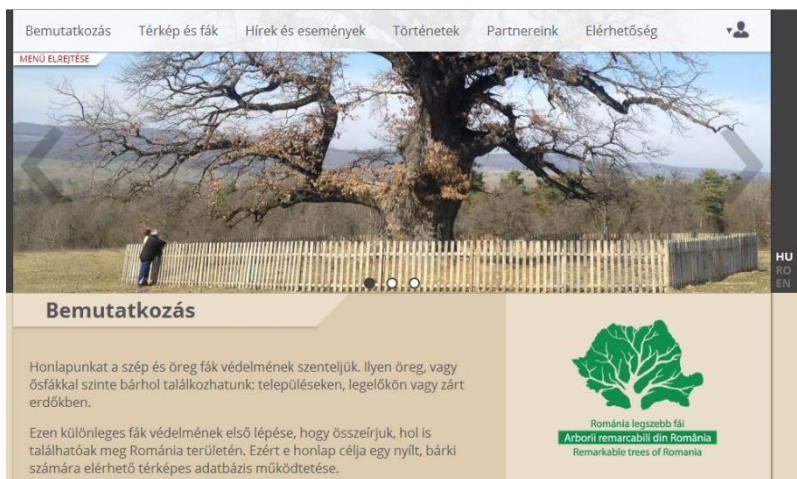 Bemutatkozás Térkép és fák Hírek és események Történetek Partnereink Elérhetőség
MENÜ ELREJTÉSE
HU
RO
EN
Bemutatkozás
Honlapunkat a szép és öreg fák védelmének szenteljük. Ilyen öreg, vagy
ősfákkal szinte bárhol találkozhatunk: településeken, legelőkön vagy zárt
erdőkben.
Ezen különleges fák védelmének első lépése, hogy összeírjuk, hol is
találhatóak meg Románia területén. Ezért e honlap célja egy nyílt, bárki
számára elérhető térképes adatbázis működtetése.
Románia legszebb fái
Arborii remarcabili din România
Remarkable trees of Romania